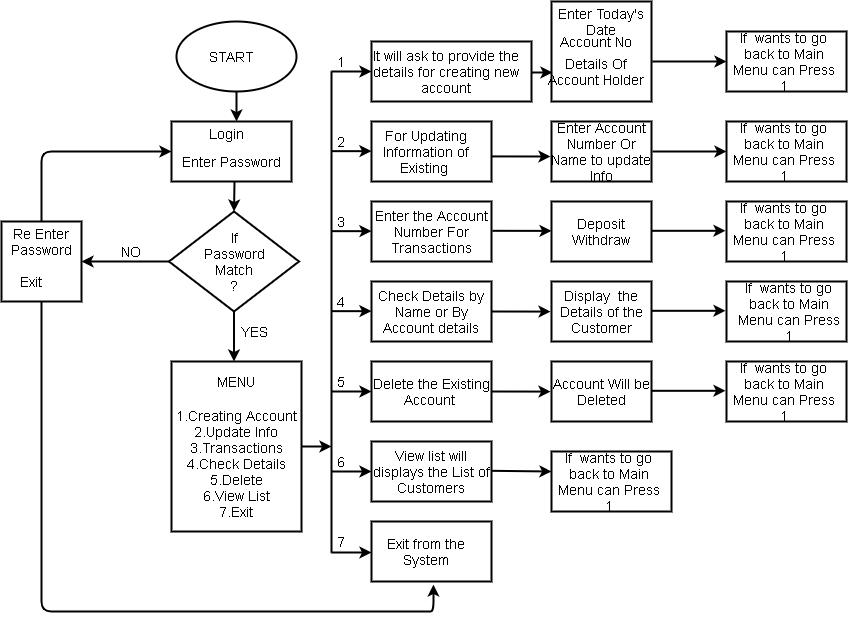 START
Login
Enter Password
If
Password
Match
?
NO
YES
Re Enter
Password
Exit
MENU
1.Creating Account
2.Update Info
3.Transactions
4.Check Details
5.Delete
6.View List
7.Exit
1
It will ask to provide the
details for creating new
account
Enter Today's
Date
Account No
Details Of
Account Holder
If wants to go
back to Main
Menu can Press
1
2
For Updating
Information of
Existing
Enter Account
Number Or
Name to update
Info
If wants to go
back to Main
Menu can Press
1
3
Enter the Account
Number For
Transactions
Deposit
Withdraw
If wants to go
back to Main
Menu can Press
1
4
Check Details by
Name or By
Account details
Display the
Details of the
Customer
If wants to go
back to Main
Menu can Press
1
5
Delete the Existing
Account
Account Will be
Deleted
If wants to go
back to Main
Menu can Press
1
6
View list will
displays the List of
Customers
If wants to go
back to Main
Menu can Press
1
7
Exit from the
System